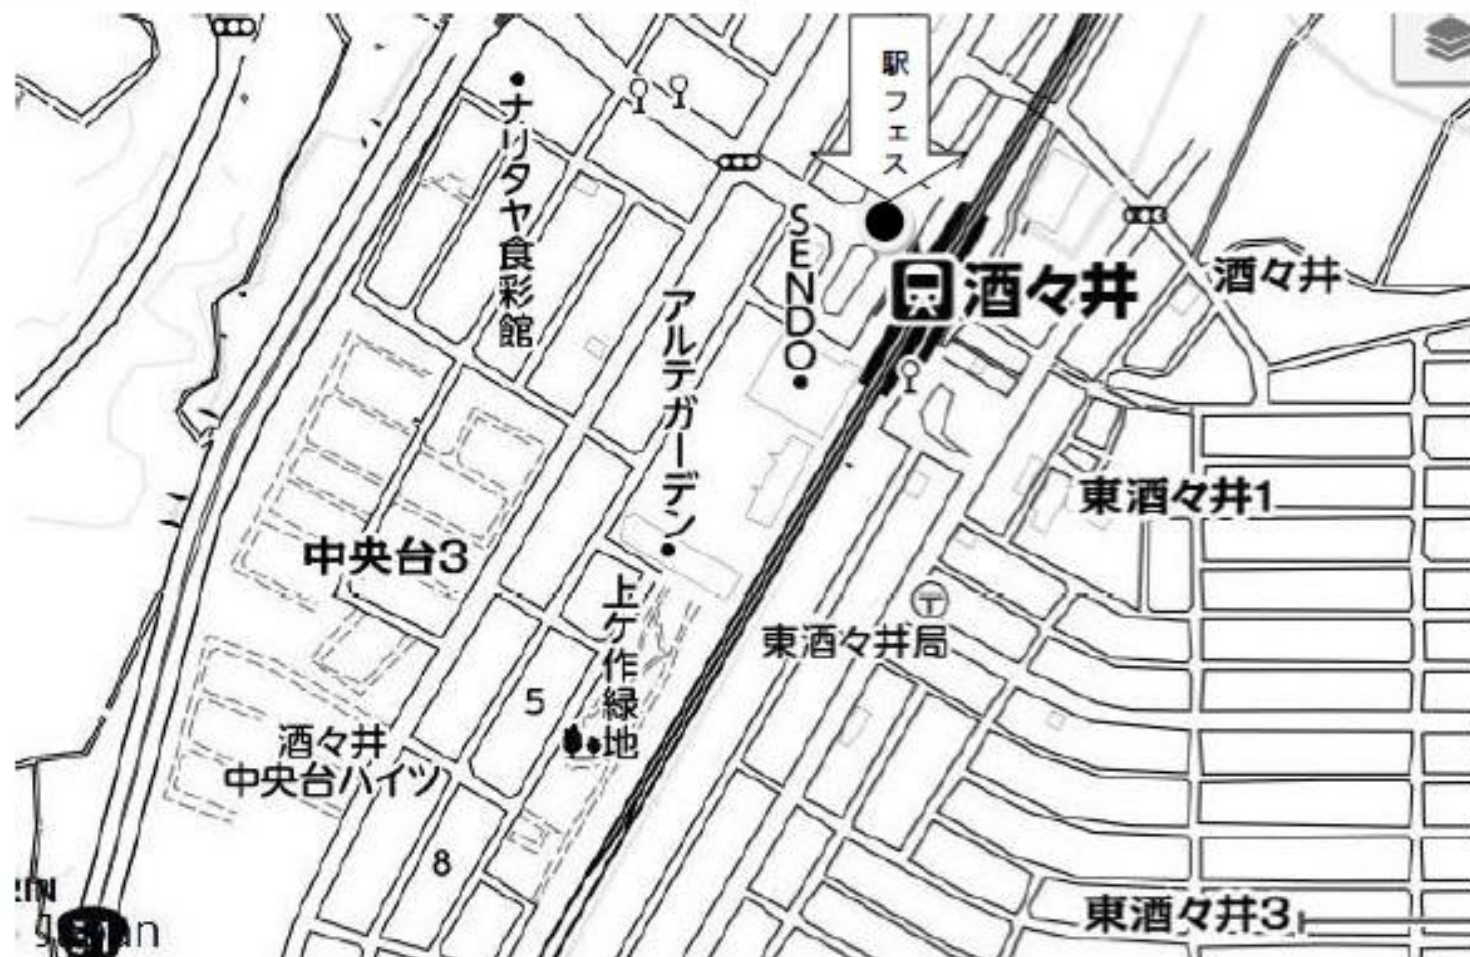 駅フェス
ナリタヤ食彩館
SENDO
酒々井
酒々井
アルテガーデン
東酒々井1
中央台3
上ケ作緑地
東酒々井局
5
酒々井
中央台ハイツ
8
東酒々井3